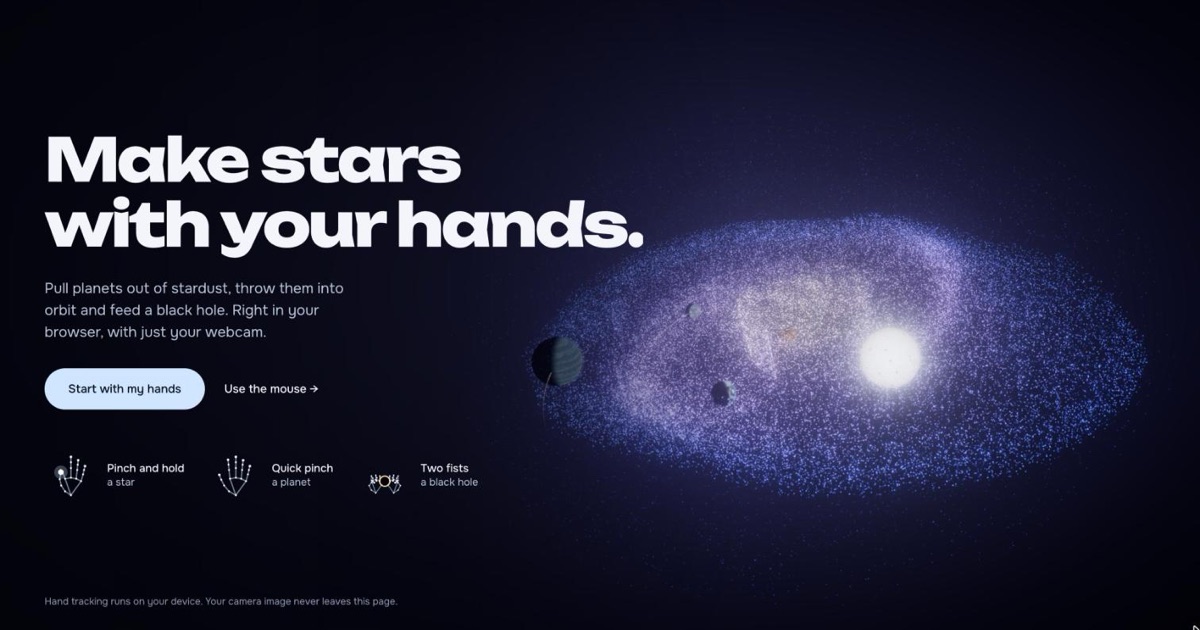 Make stars
with your hands.
Pull planets out of stardust, throw them into
orbit and feed a black hole. Right in your
browser, with just your webcam.
Start with my hands
Use the mouse →
Pinch and hold
a star
Quick pinch
a planet
Two fists
a black hole
Hand tracking runs on your device. Your camera image never leaves this page.